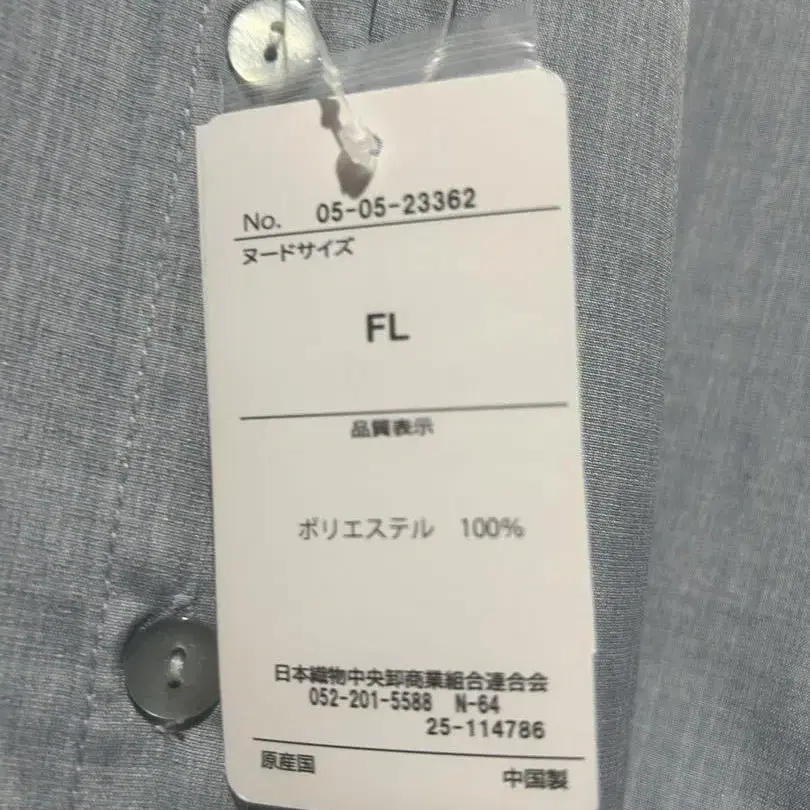 No. 05-05-23362
ヌードサイズ
FL
品質表示
ポリエステル 100%
日本織物中央卸商業組合連合会
052-201-5588 N-64
25-114786
原産国 中国製